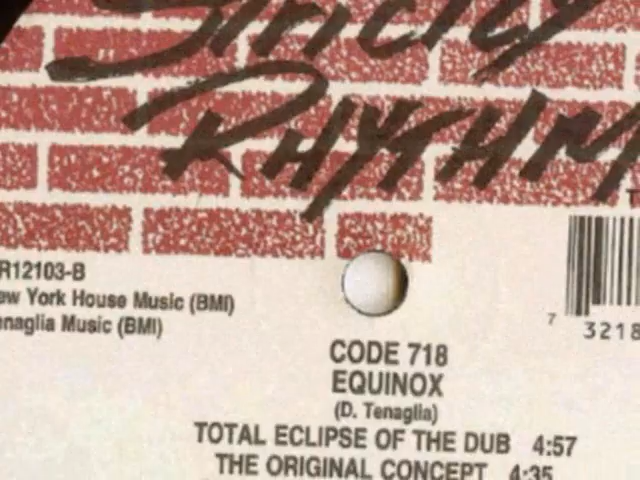 Strictly
RHYTHM
R12103-B
ew York House Music (BMI)
enaglia Music (BMI)
7 3218
CODE 718
EQUINOX
(D. Tenaglia)
TOTAL ECLIPSE OF THE DUB 4:57
THE ORIGINAL CONCEPT 4:35